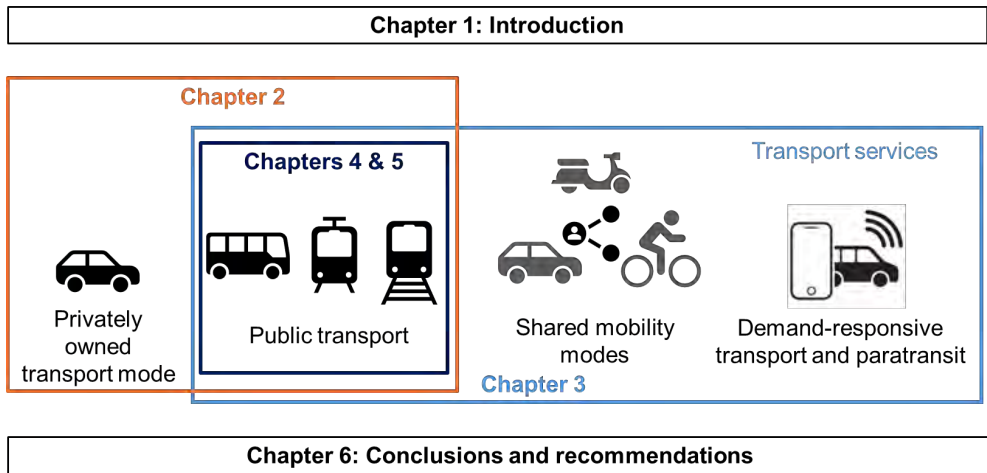 Chapter 1: Introduction
Chapter 2
Chapters 4 & 5
Transport services
Privately
owned
transport mode
Public transport
Shared mobility
modes
Demand-responsive
transport and paratransit
Chapter 3
Chapter 6: Conclusions and recommendations